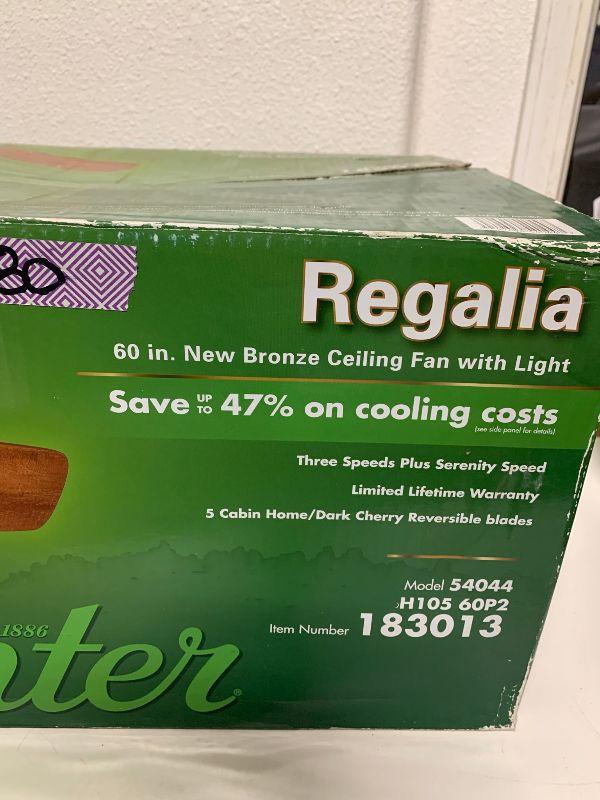 80
Regalia
60 in. New Bronze Ceiling Fan with Light
Save UP TO 47% on cooling costs
(see side panel for details)
Three Speeds Plus Serenity Speed
Limited Lifetime Warranty
5 Cabin Home/Dark Cherry Reversible blades
Model 54044
H105 60P2
Item Number 183013
1886
nter®